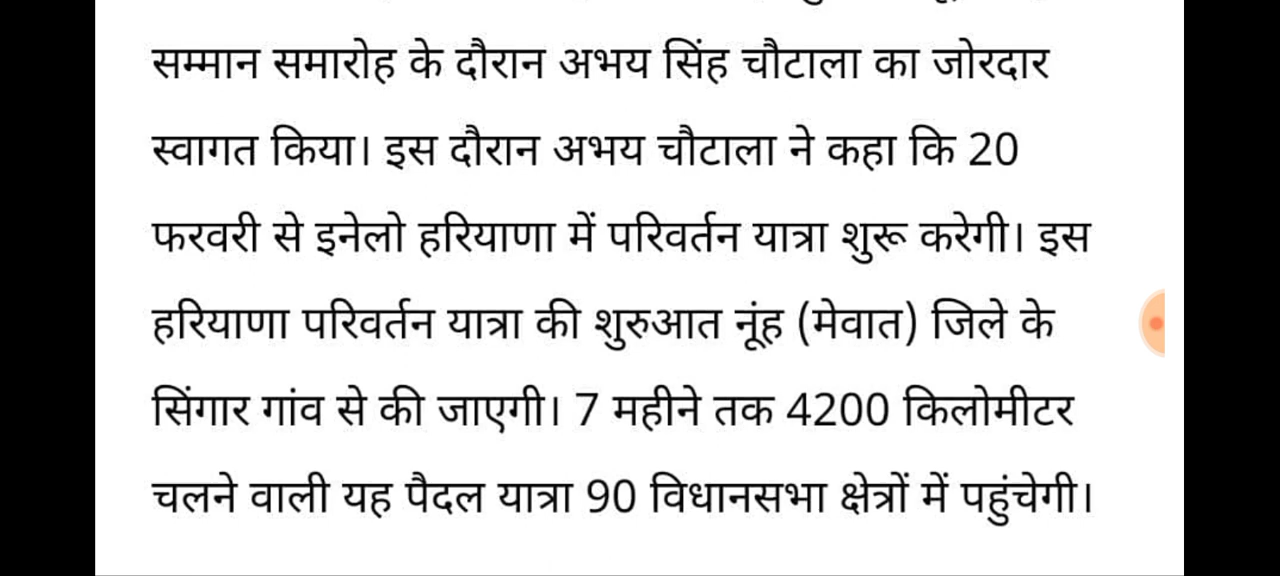 सम्मान समारोह के दौरान अभय सिंह चौटाला का जोरदार
स्वागत किया। इस दौरान अभय चौटाला ने कहा कि 20
फरवरी से इनेलो हरियाणा में परिवर्तन यात्रा शुरू करेगी। इस
हरियाणा परिवर्तन यात्रा की शुरुआत नूंह (मेवात) जिले के
सिंगार गांव से की जाएगी। 7 महीने तक 4200 किलोमीटर
चलने वाली यह पैदल यात्रा 90 विधानसभा क्षेत्रों में पहुंचेगी।